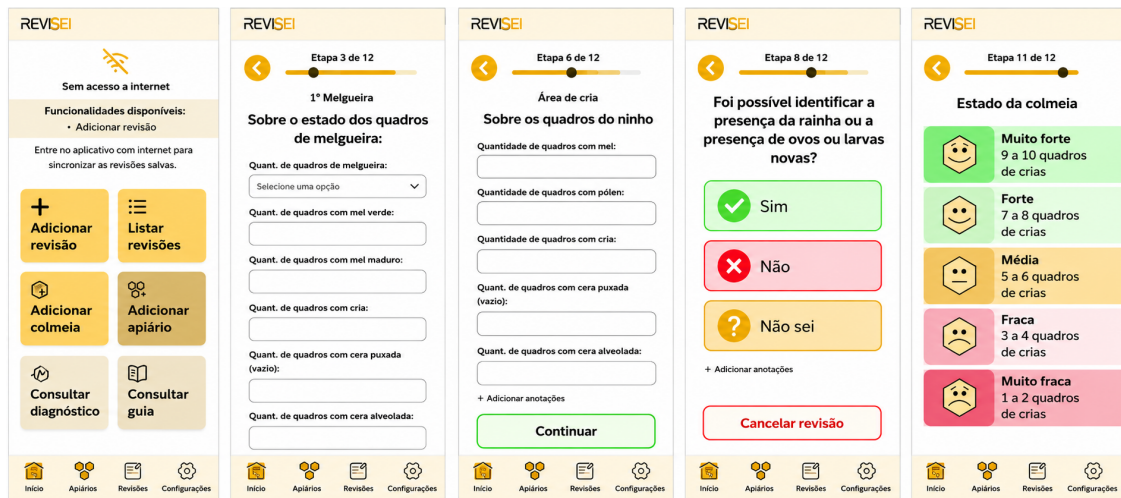 REVISEI
Sem acesso a internet
Funcionalidades disponíveis:
• Adicionar revisão
Entre no aplicativo com internet para
sincronizar as revisões salvas.
Adicionar
revisão
Listar
revisões
Adicionar
colmeia
Adicionar
apiário
Consultar
diagnóstico
Consultar
guia
Início
Apiários
Revisões
Configurações
REVISEI
Etapa 3 de 12
1º Melgueira
Sobre o estado dos quadros
de melgueira:
Quant. de quadros de melgueira:
Selecione uma opção
Quant. de quadros com mel verde:
Quant. de quadros com mel maduro:
Quant. de quadros com cria:
Quant. de quadros com cera puxada
(vazio):
Quant. de quadros com cera alveolada:
Início
Apiários
Revisões
Configurações
REVISEI
Etapa 6 de 12
Área de cria
Sobre os quadros do ninho
Quantidade de quadros com mel:
Quantidade de quadros com pólen:
Quantidade de quadros com cria:
Quant. de quadros com cera puxada
(vazio):
Quant. de quadros com cera alveolada:
+ Adicionar anotações
Continuar
Início
Apiários
Revisões
Configurações
REVISEI
Etapa 8 de 12
Foi possível identificar a
presença da rainha ou a
presença de ovos ou larvas
novas?
Sim
Não
? Não sei
+ Adicionar anotações
Cancelar revisão
Início
Apiários
Revisões
Configurações
REVISEI
Etapa 11 de 12
Estado da colmeia
Muito forte
9 a 10 quadros
de crias
Forte
7 a 8 quadros
de crias
Média
5 a 6 quadros
de crias
Fraca
3 a 4 quadros
de crias
Muito fraca
1 a 2 quadros
de crias
Início
Apiários
Revisões
Configurações